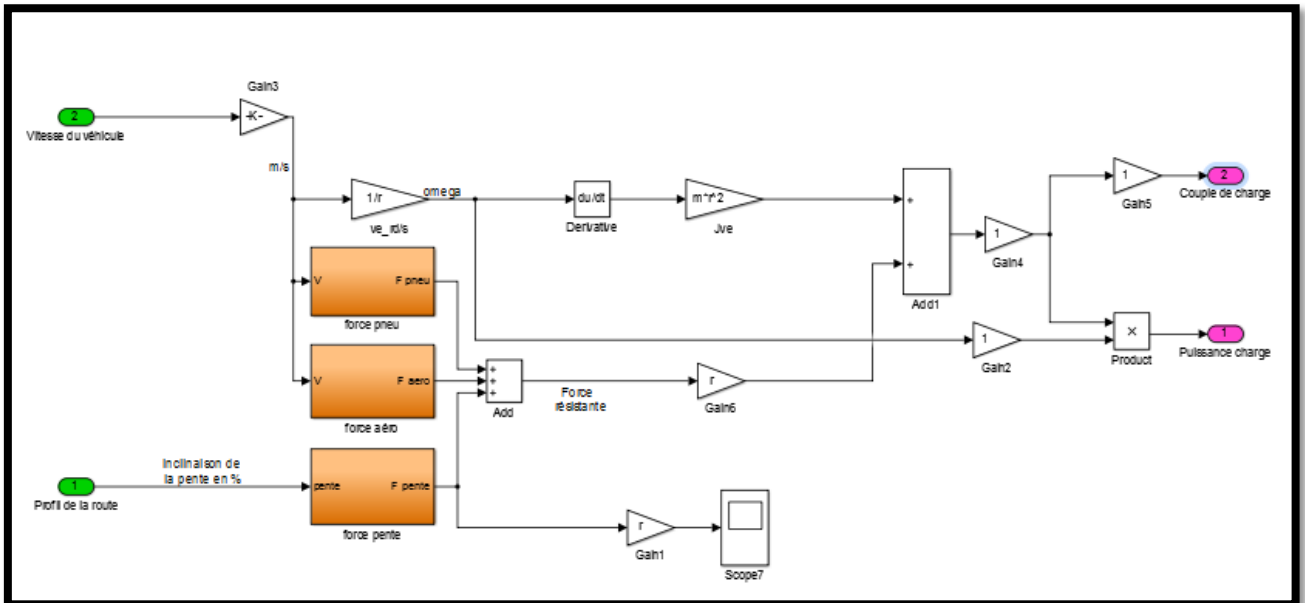 Gain3
2
-K-
Vitesse du véhicule
m/s
1/r
omega
ve_rd/s
du/dt
Derivative
m*r^2
Jve
+
+
Add1
1
Gain4
1
Gain5
2
Couple de charge
V
F pneu
force pneu
1
Gain2
×
Product
1
Puissance charge
V
F aero
force aéro
+
+
+
Add
Force
résistante
r
Gain6
Inclinaison de
la pente en %
1
Profil de la route
pente
F pente
force pente
r
Gain1
Scope7